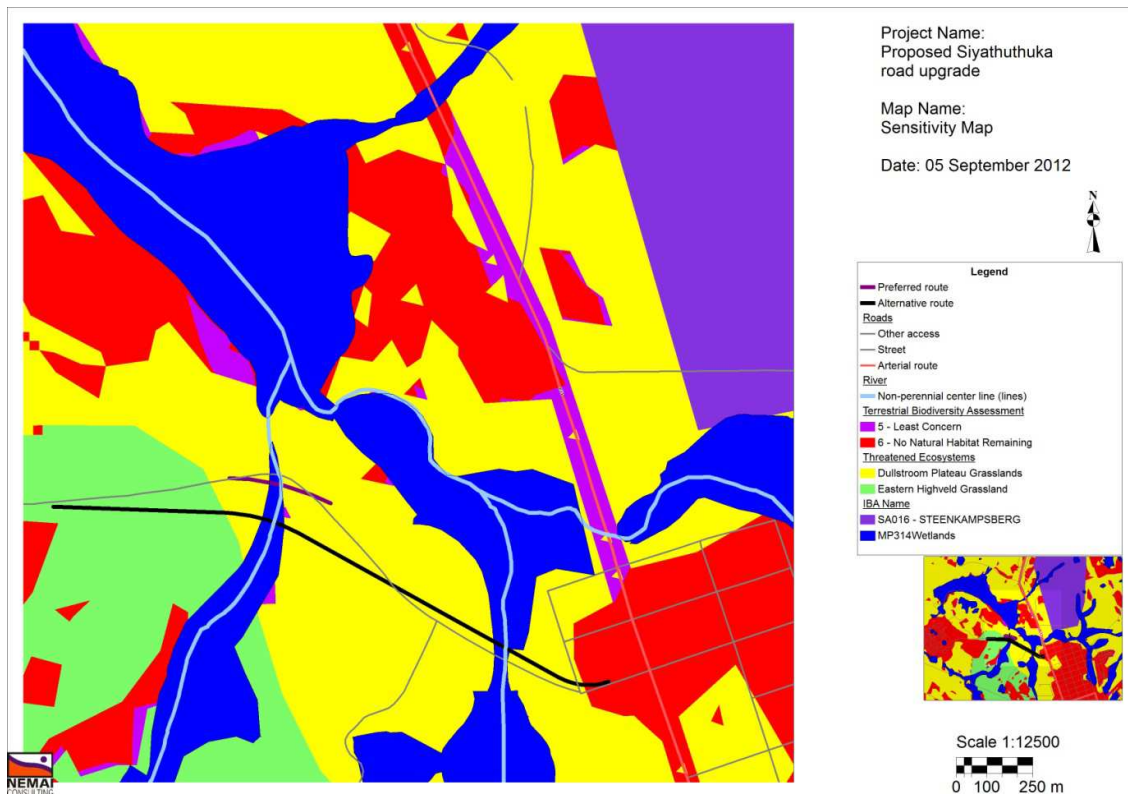 Project Name:
Proposed Siyathuthuka
road upgrade
Map Name:
Sensitivity Map
Date: 05 September 2012
N
Legend
Preferred route
Alternative route
Roads
Other access
Street
Arterial route
River
Non-perennial center line (lines)
Terrestrial Biodiversity Assessment
5 - Least Concern
6 - No Natural Habitat Remaining
Threatened Ecosystems
Dullstroom Plateau Grasslands
Eastern Highveld Grassland
IBA Name
SA016 - STEENKAMPSBERG
MP314Wetlands
Scale 1:12500
0 100 250 m
NEMAI
CONSULTING